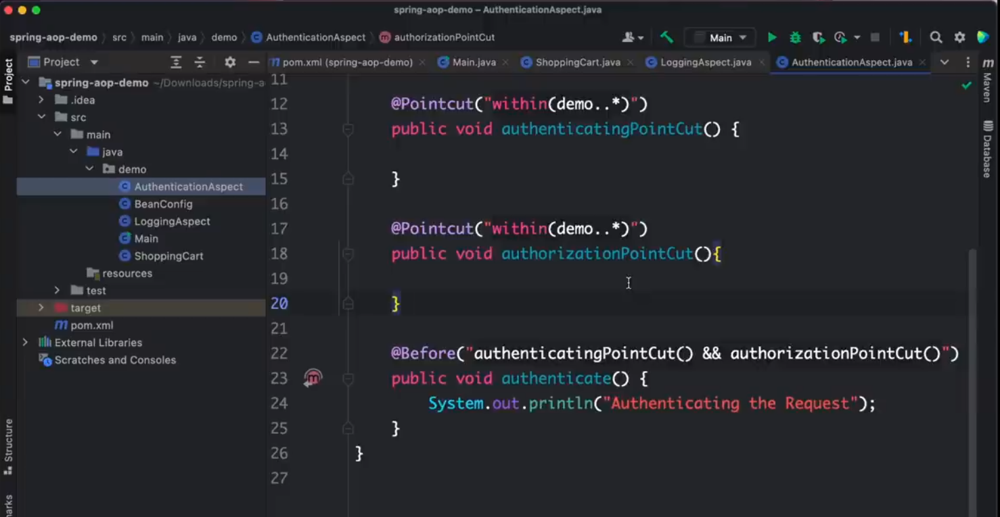 spring-aop-demo – AuthenticationAspect.java
spring-aop-demo src main java demo AuthenticationAspect authorizationPointCut Main
Project
Project
pom.xml (spring-aop-demo) Main.java ShoppingCart.java LoggingAspect.java AuthenticationAspect.java
spring-aop-demo ~/Downloads/spring-a
.idea
src
main
java
demo
AuthenticationAspect
BeanConfig
LoggingAspect
Main
ShoppingCart
resources
test
target
pom.xml
External Libraries
Scratches and Consoles
Structure
arks
11
12 @Pointcut("within(demo..*)")
13 public void authenticatingPointCut() {
14
15 }
16
17 @Pointcut("within(demo..*)")
18 public void authorizationPointCut(){
19
20 }
21
22 @Before("authenticatingPointCut() && authorizationPointCut()")
23 public void authenticate() {
24 System.out.println("Authenticating the Request");
25 }
26 }
27
Maven
Database